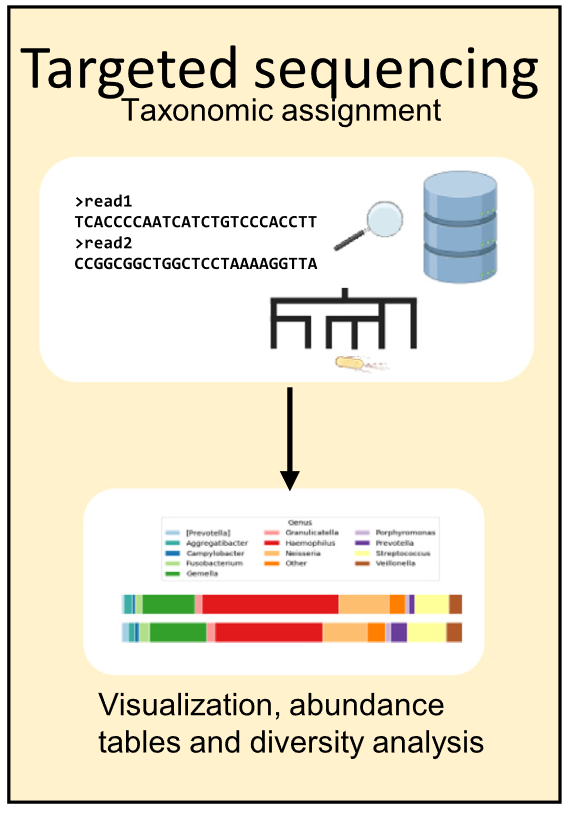 Targeted sequencing
Taxonomic assignment
>read1
TCACCCCAATCATCTGTCCCACCTT
>read2
CCGGCGGCTGGCTCCTAAAAGGTTA
Genus
[Prevotella]
Aggregatibacter
Campylobacter
Fusobacterium
Gemella
Granulicatella
Haemophilus
Neisseria
Other
Porphyromonas
Prevotella
Streptococcus
Veillonella
Visualization, abundance
tables and diversity analysis